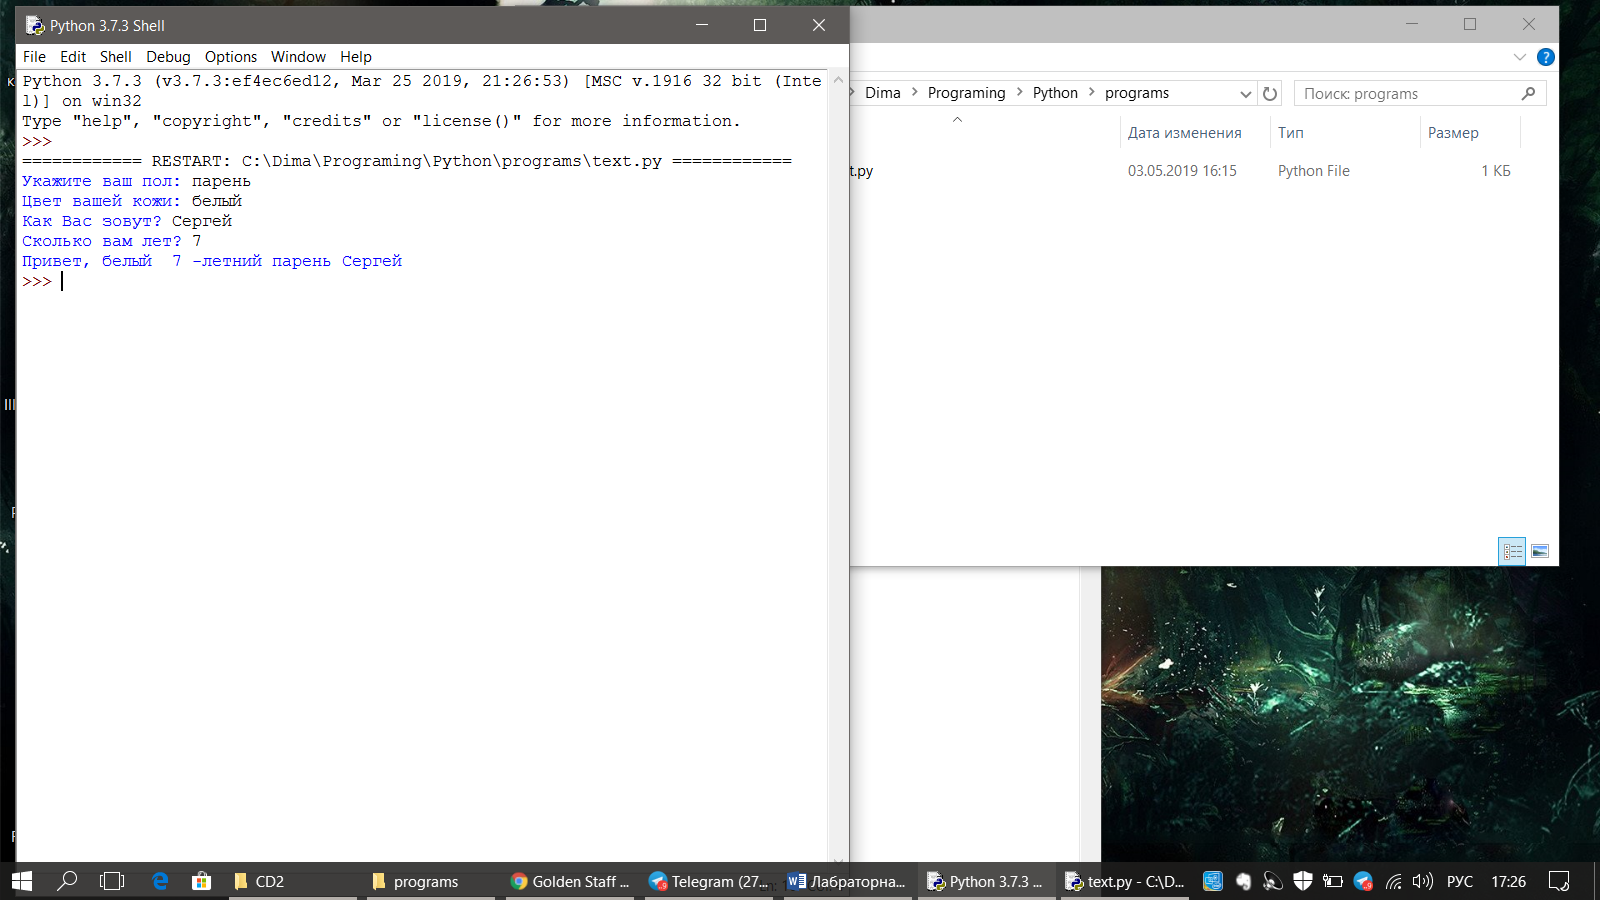 Python 3.7.3 Shell
File Edit Shell Debug Options Window Help
Python 3.7.3 (v3.7.3:ef4ec6ed12, Mar 25 2019, 21:26:53) [MSC v.1916 32 bit (Inte
l)] on win32
Type "help", "copyright", "credits" or "license()" for more information.
>>>
============ RESTART: C:\Dima\Programing\Python\programs\text.py ============
Укажите ваш пол: парень
Цвет вашей кожи: белый
Как Вас зовут? Сергей
Сколько вам лет? 7
Привет, белый  7 -летний парень Сергей
>>>
Dima > Programing > Python > programs
Поиск: programs
Дата изменения Тип Размер
t.py 03.05.2019 16:15 Python File 1 КБ
CD2
programs
Golden Staff ...
Telegram (27...
Лабраторна...
Python 3.7.3 ...
text.py - C:\D...
РУС
17:26